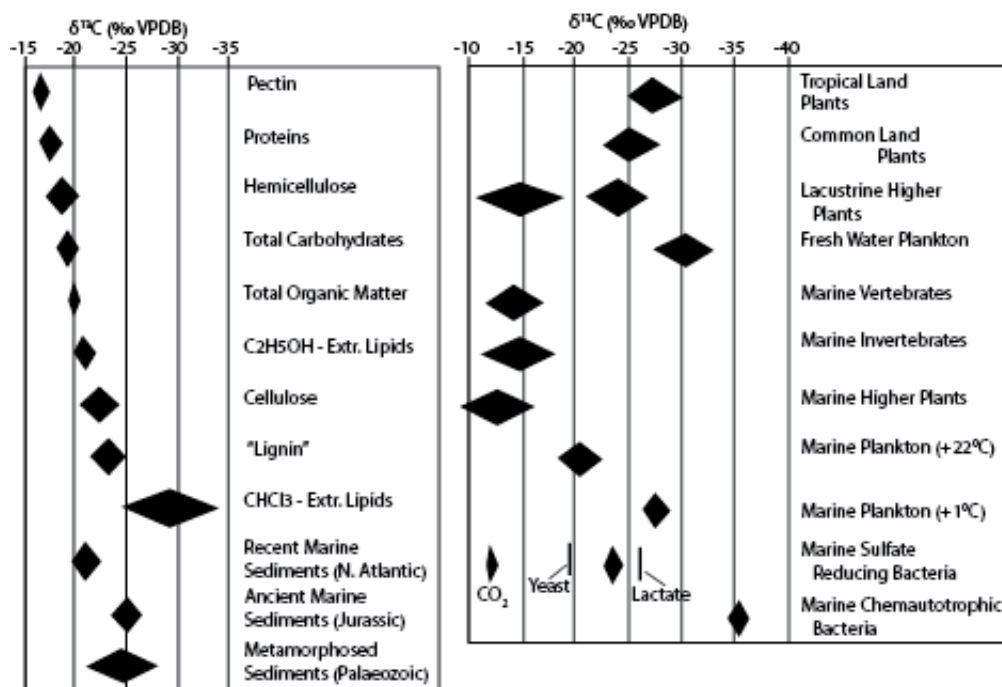 δ¹³C (‰ VPDB)
-15 -20 -25 -30 -35
Pectin
Proteins
Hemicellulose
Total Carbohydrates
Total Organic Matter
C2H5OH - Extr. Lipids
Cellulose
"Lignin"
CHCl3 - Extr. Lipids
Recent Marine
Sediments (N. Atlantic)
Ancient Marine
Sediments (Jurassic)
Metamorphosed
Sediments (Palaeozoic)
δ¹³C (‰ VPDB)
-10 -15 -20 -25 -30 -35 -40
Tropical Land
Plants
Common Land
Plants
Lacustrine Higher
Plants
Fresh Water Plankton
Marine Vertebrates
Marine Invertebrates
Marine Higher Plants
Marine Plankton (+22⁰C)
Marine Plankton (+1⁰C)
Marine Sulfate
Reducing Bacteria
CO₂ Yeast Lactate
Marine Chemautotrophic
Bacteria